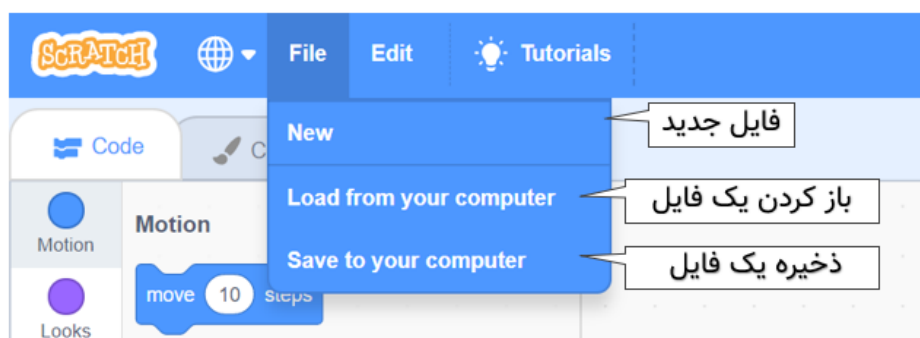 SCRATCH
File
Edit
Tutorials
Code
C
New
فایل جدید
Load from your computer
باز کردن یک فایل
Save to your computer
ذخیره یک فایل
Motion
Motion
move 10 steps
Looks